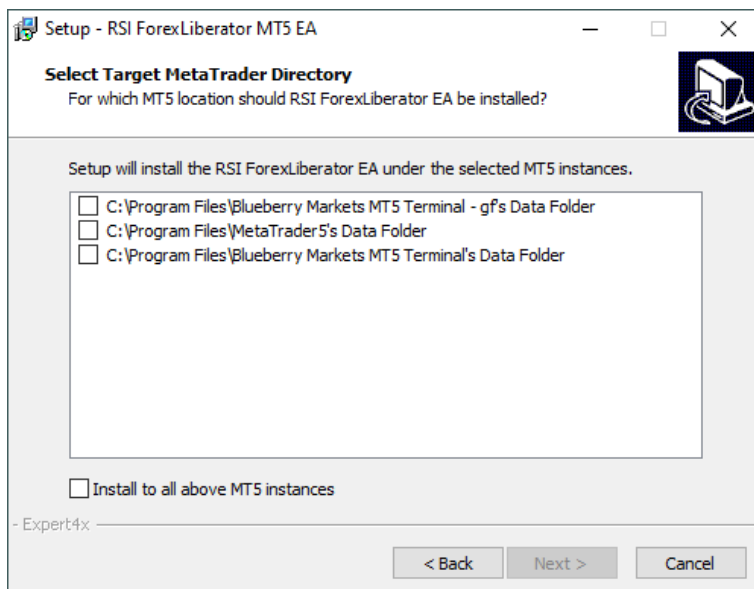 Setup - RSI ForexLiberator MT5 EA
Select Target MetaTrader Directory
For which MT5 location should RSI ForexLiberator EA be installed?
Setup will install the RSI ForexLiberator EA under the selected MT5 instances.
C:\Program Files\Blueberry Markets MT5 Terminal - gf's Data Folder
C:\Program Files\MetaTrader5's Data Folder
C:\Program Files\Blueberry Markets MT5 Terminal's Data Folder
Install to all above MT5 instances
- Expert4x
< Back Next > Cancel